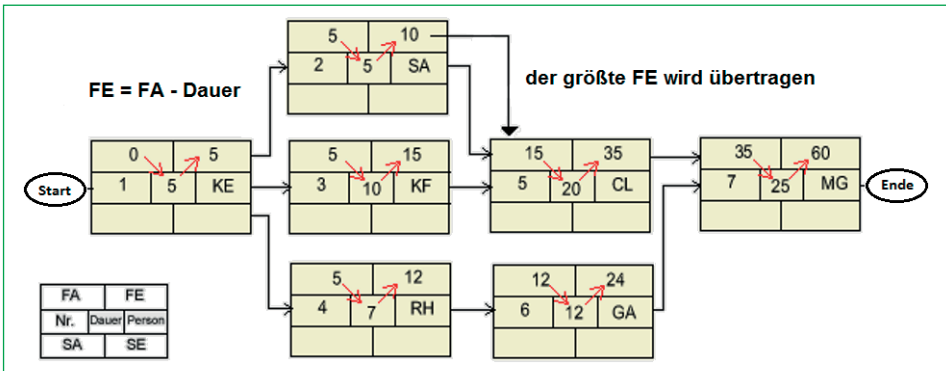 5 10
2 5 SA
FE = FA - Dauer
der größte FE wird übertragen
Start
0 5
1 5 KE
5 15
3 10 KF
15 35
5 20 CL
35 60
7 25 MG
Ende
5 12
4 7 RH
12 24
6 12 GA
FA FE
Nr. Dauer Person
SA SE